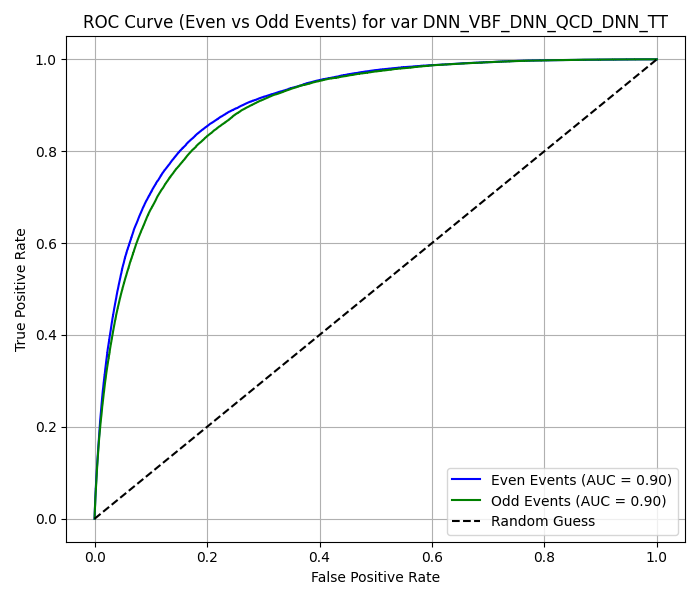 ROC Curve (Even vs Odd Events) for var DNN_VBF_DNN_QCD_DNN_TT
True Positive Rate
1.0
0.8
0.6
0.4
0.2
0.0
Even Events (AUC = 0.90)
Odd Events (AUC = 0.90)
Random Guess
0.0 0.2 0.4 0.6 0.8 1.0
False Positive Rate